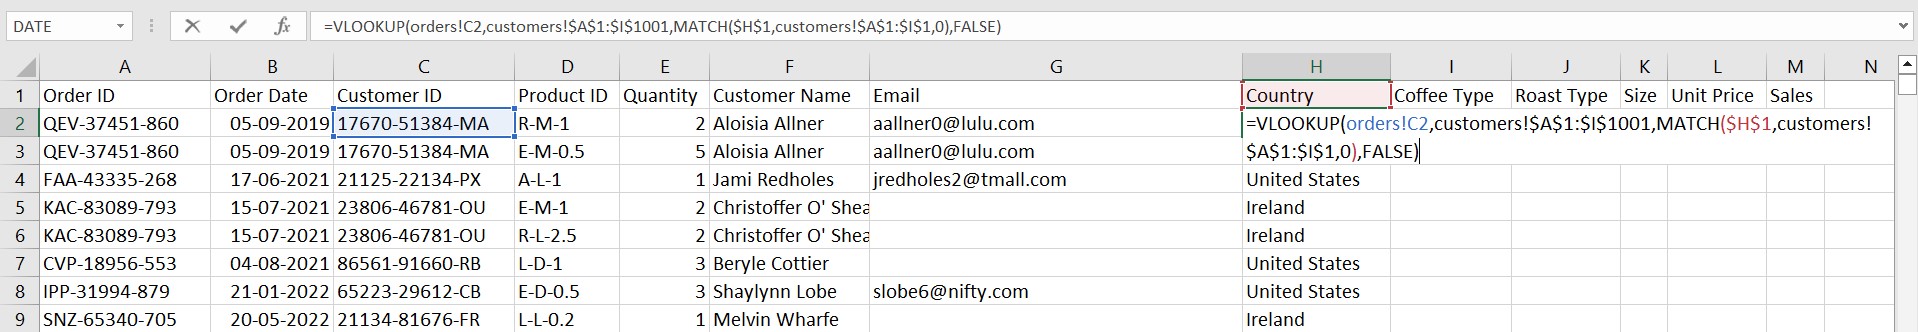 DATE fx =VLOOKUP(orders!C2,customers!$A$1:$I$1001,MATCH($H$1,customers!$A$1:$I$1,0),FALSE)
A B C D E F G H I J K L M N
1 Order ID Order Date Customer ID Product ID Quantity Customer Name Email Country Coffee Type Roast Type Size Unit Price Sales
2 QEV-37451-860 05-09-2019 17670-51384-MA R-M-1 2 Aloisia Allner aallner0@lulu.com =VLOOKUP(orders!C2,customers!$A$1:$I$1001,MATCH($H$1,customers!
3 QEV-37451-860 05-09-2019 17670-51384-MA E-M-0.5 5 Aloisia Allner aallner0@lulu.com $A$1:$I$1,0),FALSE)
4 FAA-43335-268 17-06-2021 21125-22134-PX A-L-1 1 Jami Redholes jredholes2@tmall.com United States
5 KAC-83089-793 15-07-2021 23806-46781-OU E-M-1 2 Christoffer O' Shea Ireland
6 KAC-83089-793 15-07-2021 23806-46781-OU R-L-2.5 2 Christoffer O' Shea Ireland
7 CVP-18956-553 04-08-2021 86561-91660-RB L-D-1 3 Beryle Cottier United States
8 IPP-31994-879 21-01-2022 65223-29612-CB E-D-0.5 3 Shaylynn Lobe slobe6@nifty.com United States
9 SNZ-65340-705 20-05-2022 21134-81676-FR L-L-0.2 1 Melvin Wharfe Ireland